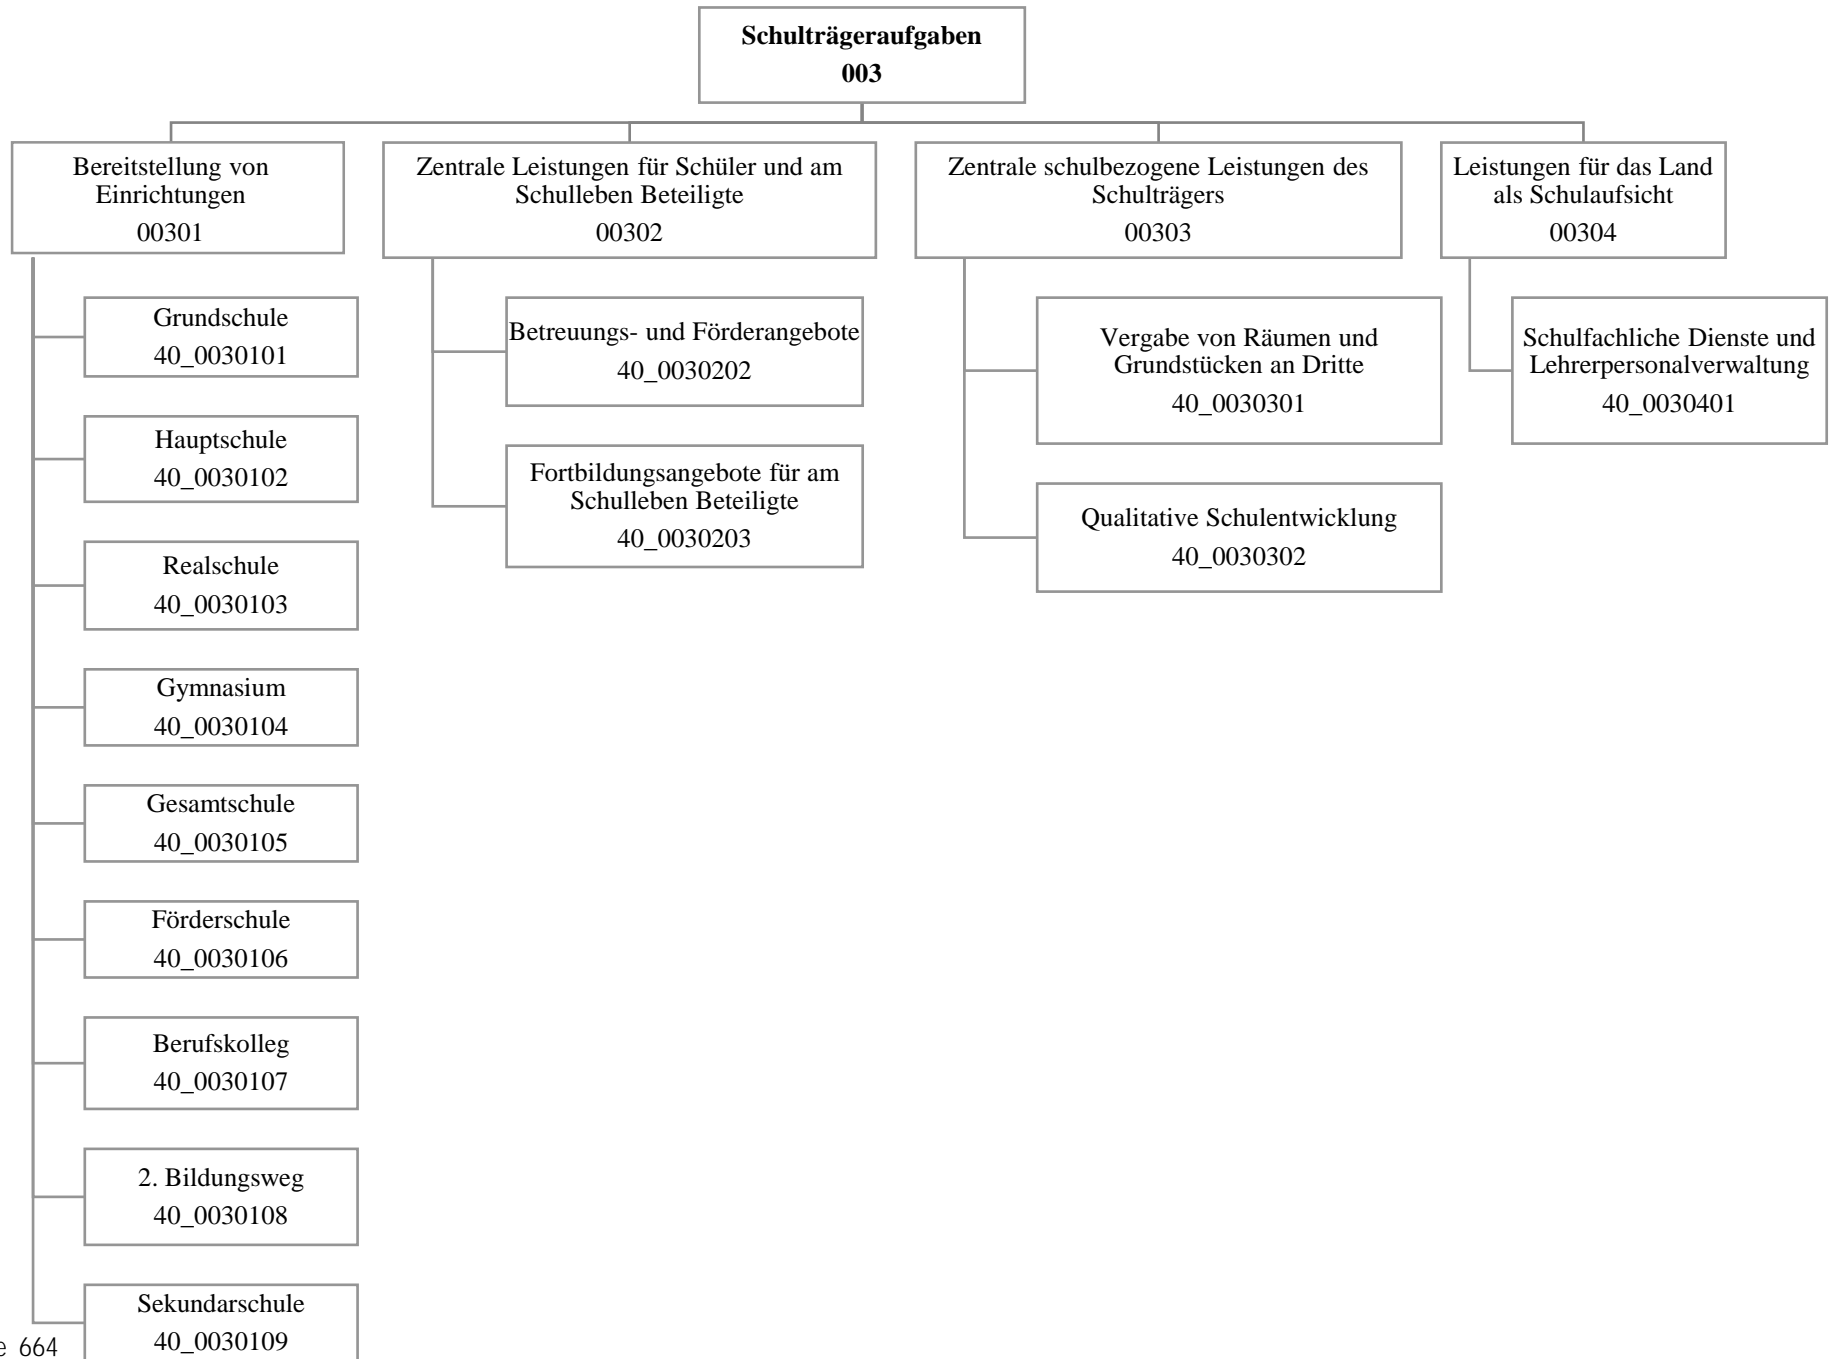 Schulträgeraufgaben
003
Bereitstellung von
Einrichtungen
00301
Zentrale Leistungen für Schüler und am
Schulleben Beteiligte
00302
Zentrale schulbezogene Leistungen des
Schulträgers
00303
Leistungen für das Land
als Schulaufsicht
00304
Grundschule
40_0030101
Hauptschule
40_0030102
Realschule
40_0030103
Gymnasium
40_0030104
Gesamtschule
40_0030105
Förderschule
40_0030106
Berufskolleg
40_0030107
2. Bildungsweg
40_0030108
Sekundarschule
40_0030109
Betreuungs- und Förderangebote
40_0030202
Fortbildungsangebote für am
Schulleben Beteiligte
40_0030203
Vergabe von Räumen und
Grundstücken an Dritte
40_0030301
Qualitative Schulentwicklung
40_0030302
Schulfachliche Dienste und
Lehrerpersonalverwaltung
40_0030401
664